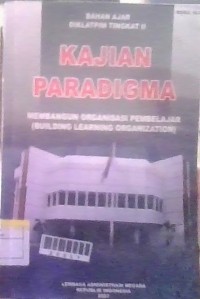 BAHAN AJAR
DIKLATPIM TINGKAT II
KAJIAN
PARADIGMA
MEMBANGUN ORGANISASI PEMBELAJAR
(BUILDING LEARNING ORGANIZATION)
LEMBAGA ADMINISTRASI NEGARA
REPUBLIK INDONESIA